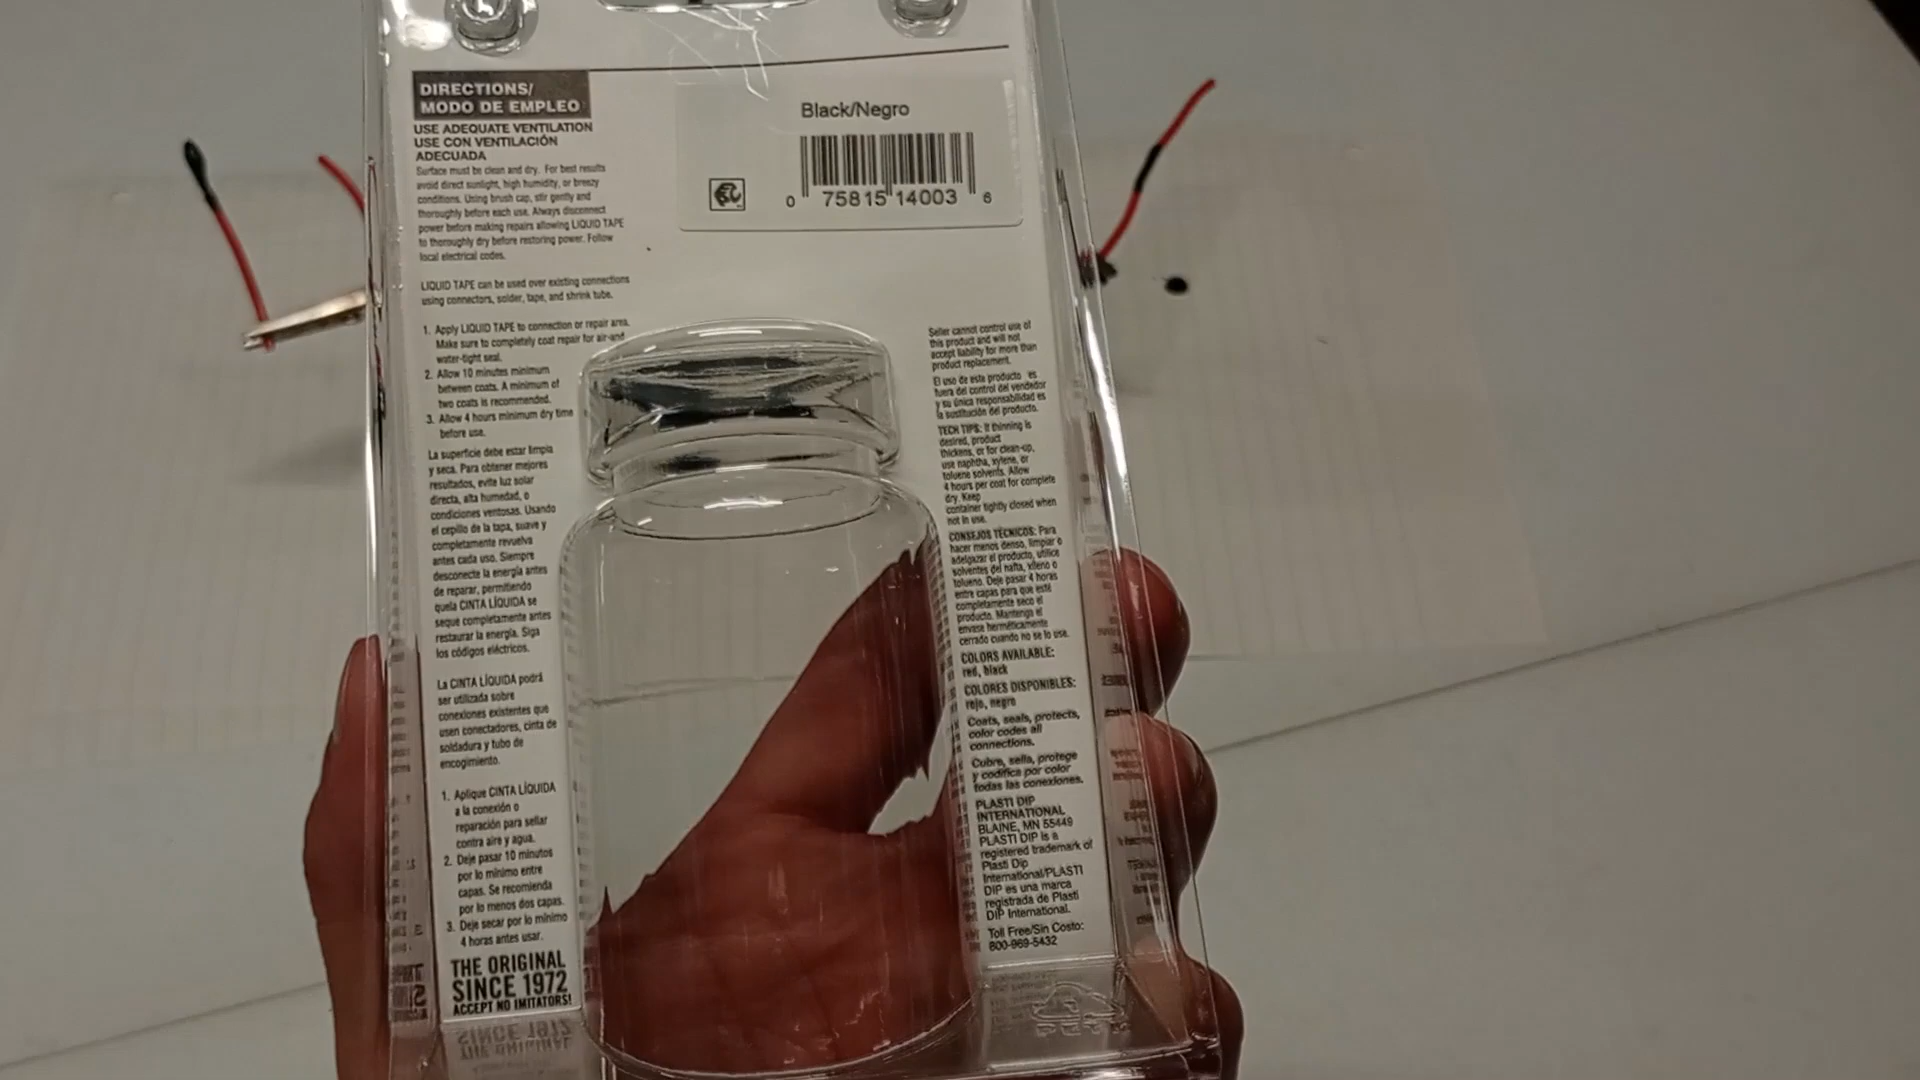 DIRECTIONS/
MODO DE EMPLEO
USE ADEQUATE VENTILATION
USE CON VENTILACIÓN
ADECUADA
Surface must be clean and dry. For best results
avoid direct sunlight, high humidity, or breezy
conditions. Using brush cap, stir gently and
thoroughly before each use. Always disconnect
power before making repairs allowing LIQUID TAPE
to thoroughly dry before restoring power. Follow
local electrical codes.
LIQUID TAPE can be used over existing connections
using connectors, solder, tape, and shrink tube.
1. Apply LIQUID TAPE to connection or repair area.
Make sure to completely coat repair for air-and
water-tight seal.
2. Allow 10 minutes minimum
between coats. A minimum of
two coats is recommended.
3. Allow 4 hours minimum dry time
before use.
La superficie debe estar limpia
y seca. Para obtener mejores
resultados, evite luz solar
directa, alta humedad, o
condiciones ventosas. Usando
el cepillo de la tapa, suave y
completamente revuelva
antes cada uso. Siempre
desconecte la energía antes
de reparar, permitiendo
quela CINTA LÍQUIDA se
seque completamente antes
restaurar la energía. Siga
los códigos eléctricos.
La CINTA LÍQUIDA podrá
ser utilizada sobre
conexiones existentes que
usen conectadores, cinta de
soldadura y tubo de
encogimiento.
1. Aplique CINTA LÍQUIDA
a la conexión o
reparación para sellar
contra aire y agua.
2. Deje pasar 10 minutos
por lo mínimo entre
capas. Se recomienda
por lo menos dos capas.
3. Deje secar por lo mínimo
4 horas antes usar.
THE ORIGINAL
SINCE 1972
ACCEPT NO IMITATORS!
Black/Negro
0 75815 14003 6
Seller cannot control use of
this product and will not
accept liability for more than
product replacement.
El uso de este producto es
fuera del control del vendedor
y su única responsabilidad es
la sustitución del producto.
TECH TIPS: If thinning is
desired, product
thickens, or for clean-up,
use naphtha, xylene, or
toluene solvents. Allow
4 hours per coat for complete
dry. Keep
container tightly closed when
not in use.
CONSEJOS TÉCNICOS: Para
hacer menos denso, limpiar o
adelgazar el producto, utilice
solventes del nafta, xileno o
tolueno. Deje pasar 4 horas
entre capas para que esté
completamente seco el
producto. Mantenga el
envase herméticamente
cerrado cuando no se lo use.
COLORS AVAILABLE:
red, black
COLORES DISPONIBLES:
rojo, negro
Coats, seals, protects,
color codes all
connections.
Cubre, sella, protege
y codifica por color
todas las conexiones.
PLASTI DIP
INTERNATIONAL
BLAINE, MN 55449
PLASTI DIP is a
registered trademark of
Plasti Dip
International/PLASTI
DIP es una marca
registrada de Plasti
DIP International.
Toll Free/Sin Costo:
800-969-5432